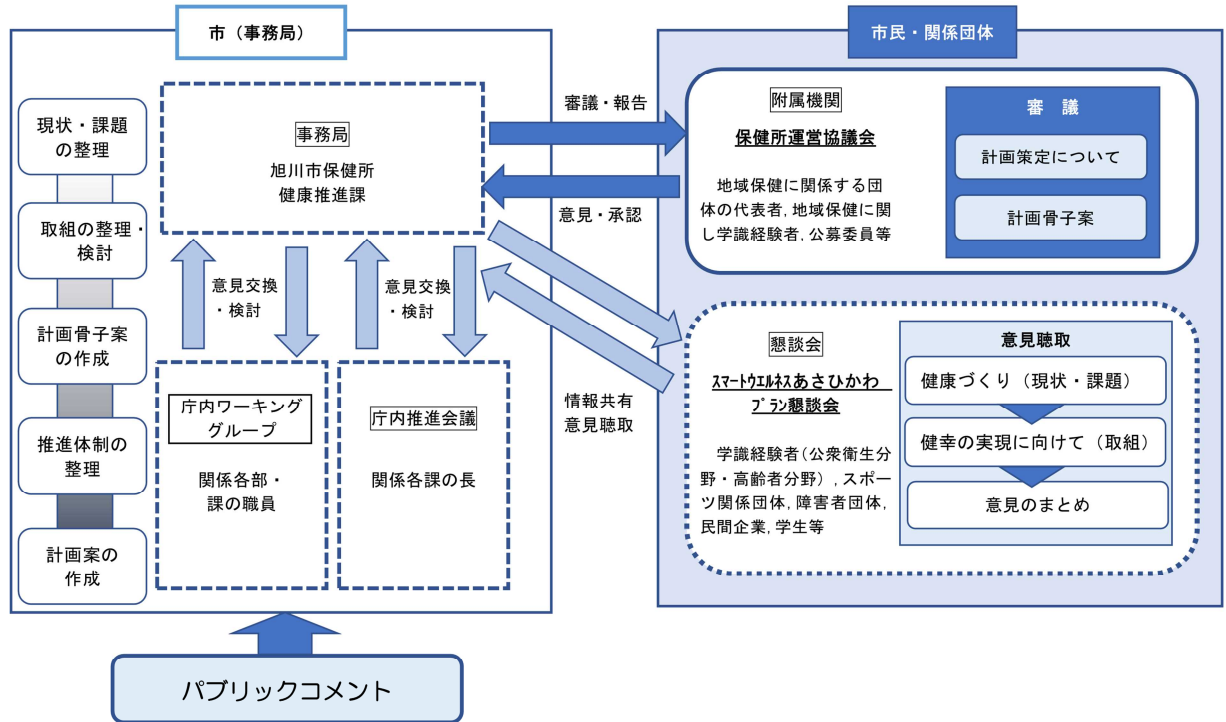 市（事務局）
現状・課題
の整理
取組の整理・
検討
計画骨子案
の作成
推進体制の
整理
計画案の
作成
事務局
旭川市保健所
健康推進課
意見交換
・検討
意見交換
・検討
庁内ワーキング
グループ
関係各部・
課の職員
庁内推進会議
関係各課の長
審議・報告
意見・承認
情報共有
意見聴取
市民・関係団体
附属機関
保健所運営協議会
地域保健に関係する団
体の代表者,地域保健に関
し学識経験者,公募委員等
審　議
計画策定について
計画骨子案
懇談会
ｽﾏｰﾄｳｴﾙﾈｽあさひかわ
ﾌﾟﾗﾝ懇談会
学識経験者（公衆衛生分
野・高齢者分野）,スポー
ツ関係団体,障害者団体,
民間企業,学生等
意見聴取
健康づくり（現状・課題）
健幸の実現に向けて（取組）
意見のまとめ
パブリックコメント